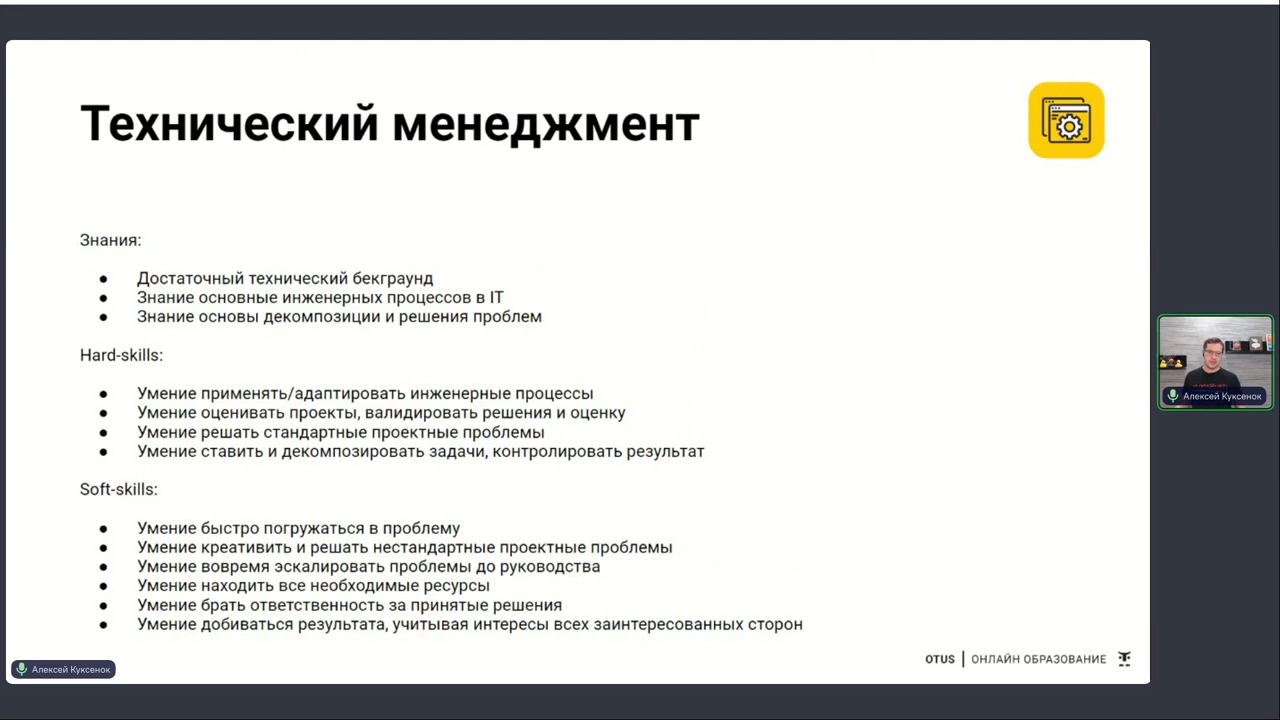 Технический менеджмент
Знания:
● Достаточный технический бекграунд
● Знание основные инженерных процессов в IT
● Знание основы декомпозиции и решения проблем
Hard-skills:
● Умение применять/адаптировать инженерные процессы
● Умение оценивать проекты, валидировать решения и оценку
● Умение решать стандартные проектные проблемы
● Умение ставить и декомпозировать задачи, контролировать результат
Soft-skills:
● Умение быстро погружаться в проблему
● Умение креативить и решать нестандартные проектные проблемы
● Умение вовремя эскалировать проблемы до руководства
● Умение находить все необходимые ресурсы
● Умение брать ответственность за принятые решения
● Умение добиваться результата, учитывая интересы всех заинтересованных сторон
OTUS | ОНЛАЙН ОБРАЗОВАНИЕ
Алексей Куксенок
Алексей Куксенок